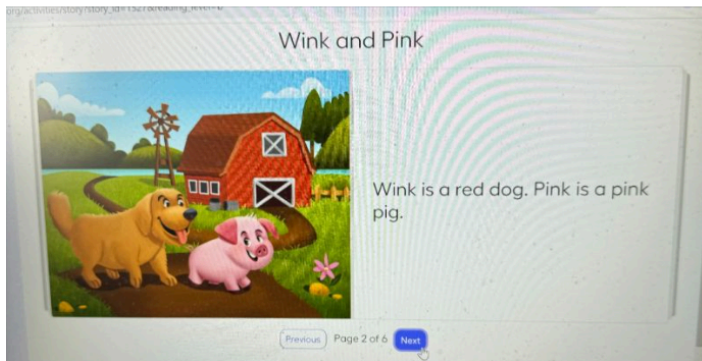 Wink and Pink
Wink is a red dog. Pink is a pink
pig.
Previous
Page 2 of 6
Next